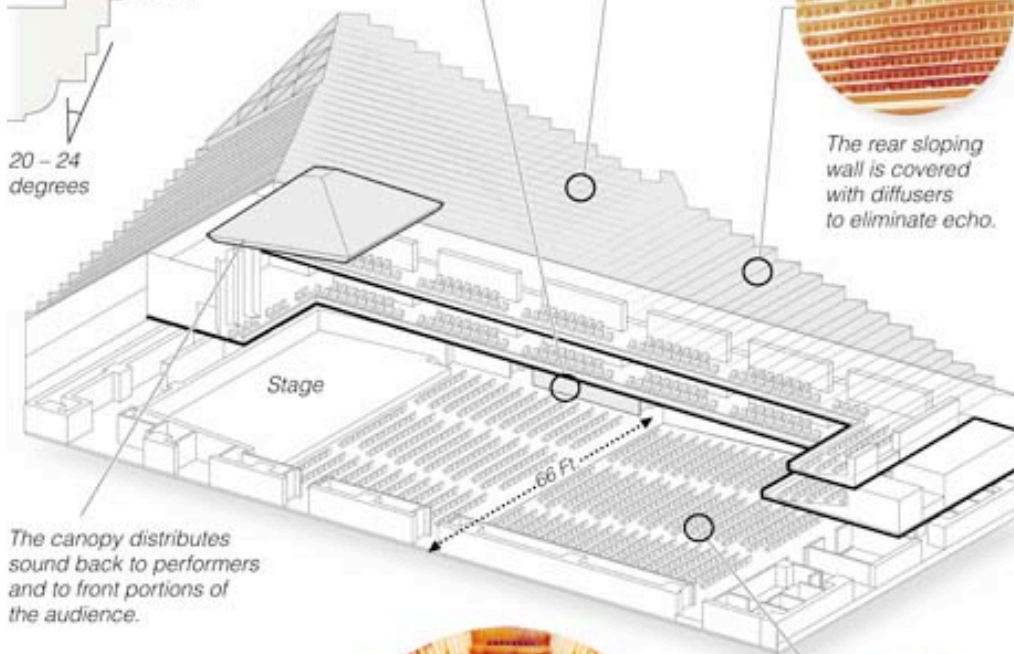 20 – 24
degrees
The rear sloping
wall is covered
with diffusers
to eliminate echo.
Stage
66 Ft
The canopy distributes
sound back to performers
and to front portions of
the audience.